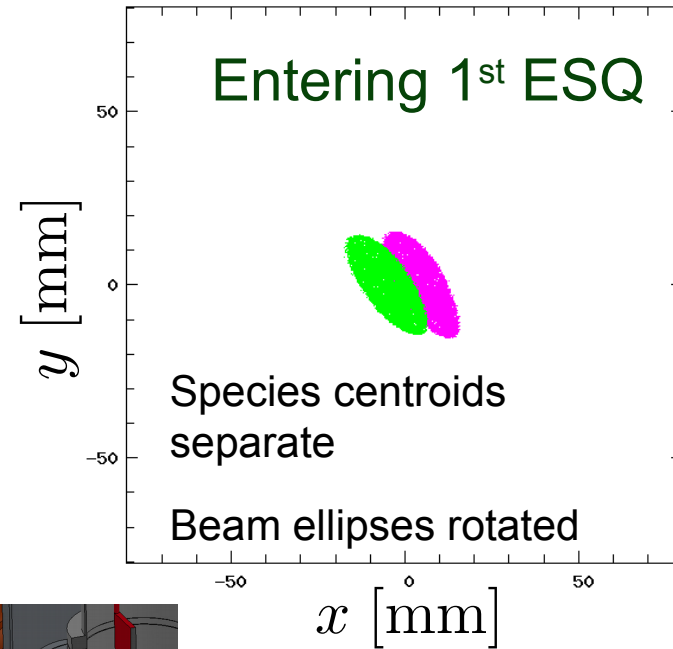 Entering 1st ESQ
50
0
−50
y [mm]
Species centroids
separate
Beam ellipses rotated
−50
0
50
x [mm]